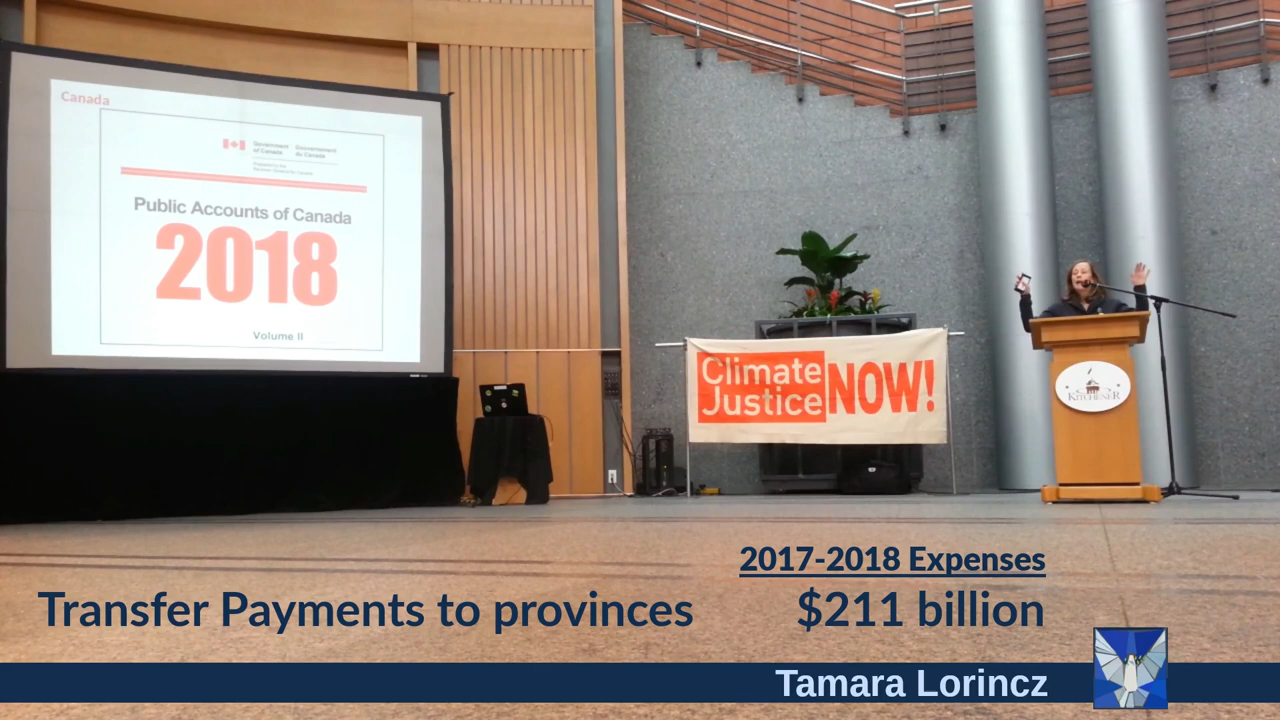 Canada
Government
of Canada
Gouvernement
du Canada
Public Accounts of Canada
2018
Volume II
Climate
Justice
NOW!
KITCHENER
2017-2018 Expenses
Transfer Payments to provinces $211 billion
Tamara Lorincz